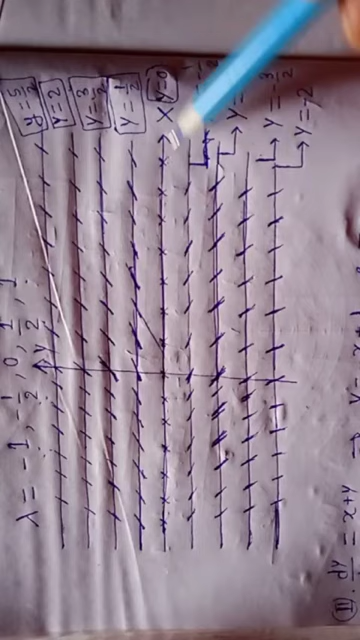 λ = -1, -1/2, 0, 1/2, 1
y = 5/2
Y = 2
Y = 3/2
Y = 1/2
X Y=0
Y =
Y = -3/2
Y = -2
Y
(II). dy = x+y